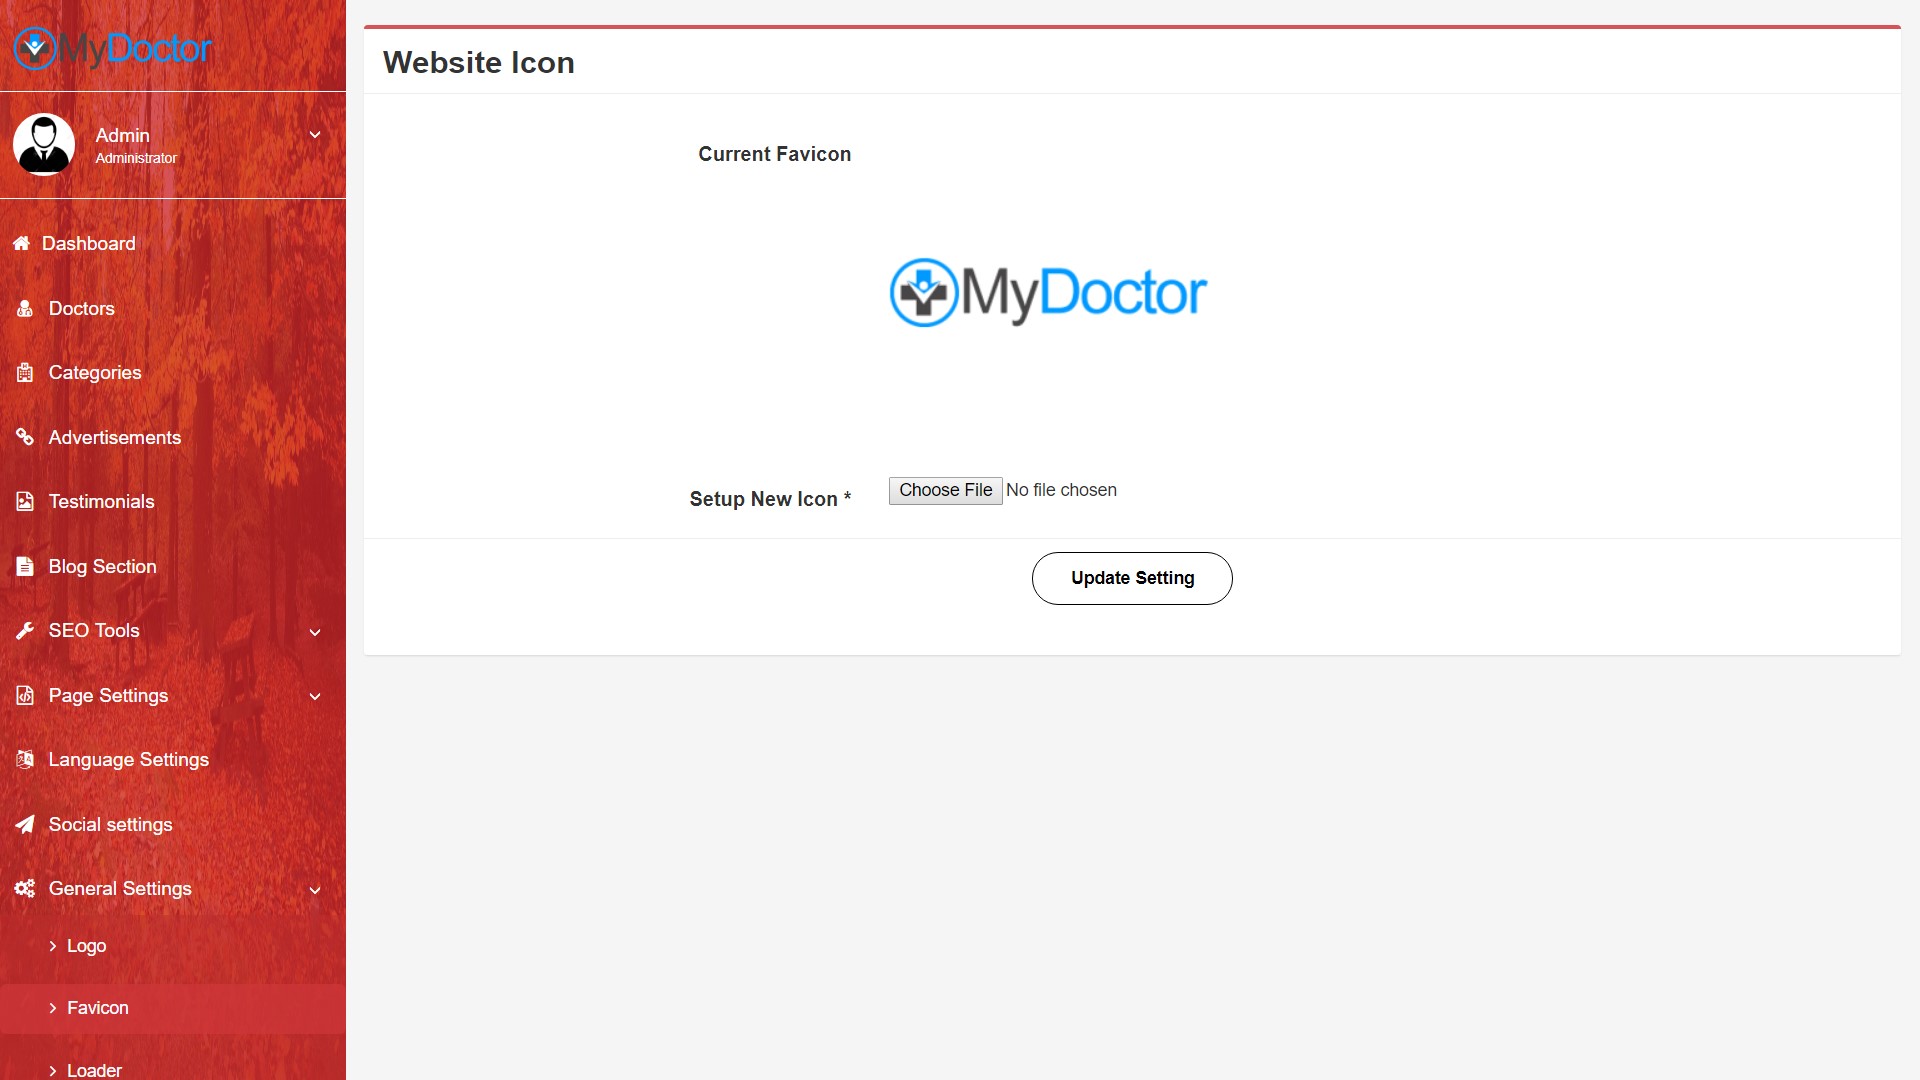 MyDoctor
Admin
Administrator
Dashboard
Doctors
Categories
Advertisements
Testimonials
Blog Section
SEO Tools
Page Settings
Language Settings
Social settings
General Settings
Logo
Favicon
Loader
Website Icon
Current Favicon
MyDoctor
Setup New Icon *
Choose File No file chosen
Update Setting